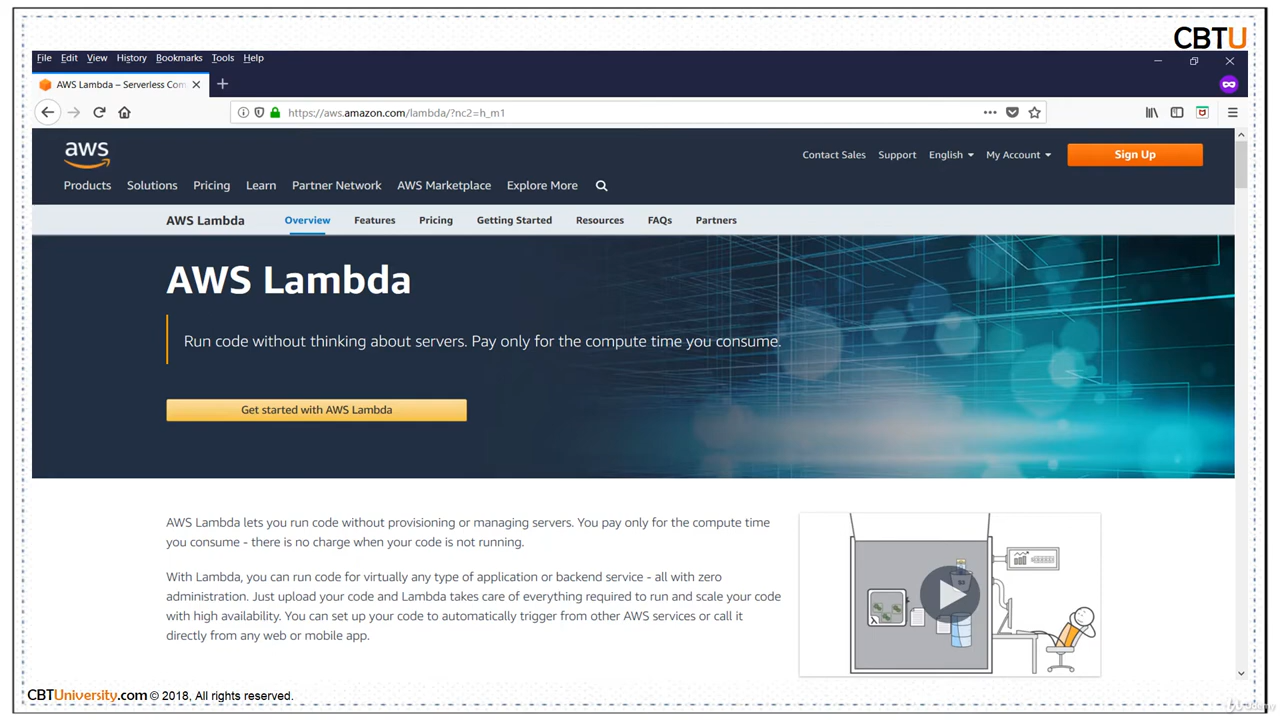 CBTU
File Edit View History Bookmarks Tools Help
AWS Lambda – Serverless Com
https://aws.amazon.com/lambda/?nc2=h_m1
aws
Contact Sales Support English My Account Sign Up
Products Solutions Pricing Learn Partner Network AWS Marketplace Explore More
AWS Lambda Overview Features Pricing Getting Started Resources FAQs Partners
AWS Lambda
Run code without thinking about servers. Pay only for the compute time you consume.
Get started with AWS Lambda
AWS Lambda lets you run code without provisioning or managing servers. You pay only for the compute time
you consume - there is no charge when your code is not running.
With Lambda, you can run code for virtually any type of application or backend service - all with zero
administration. Just upload your code and Lambda takes care of everything required to run and scale your code
with high availability. You can set up your code to automatically trigger from other AWS services or call it
directly from any web or mobile app.
CBTUniversity.com © 2018, All rights reserved.